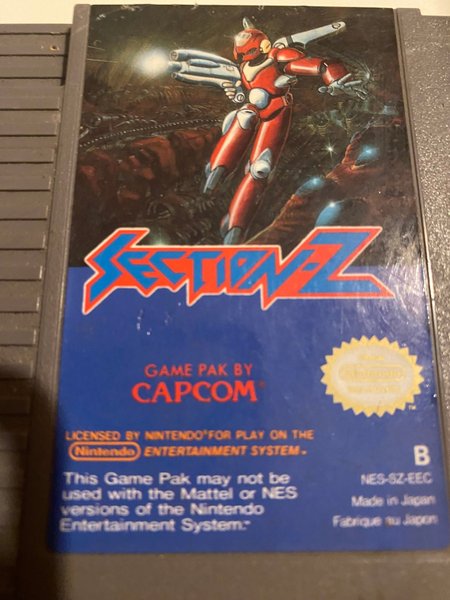 SECTION-Z
GAME PAK BY
CAPCOM
LICENSED BY NINTENDO® FOR PLAY ON THE
Nintendo ENTERTAINMENT SYSTEM™
B
This Game Pak may not be
used with the Mattel or NES
versions of the Nintendo
Entertainment System.
NES-SZ-EEC
Made in Japan
Fabriqué au Japon